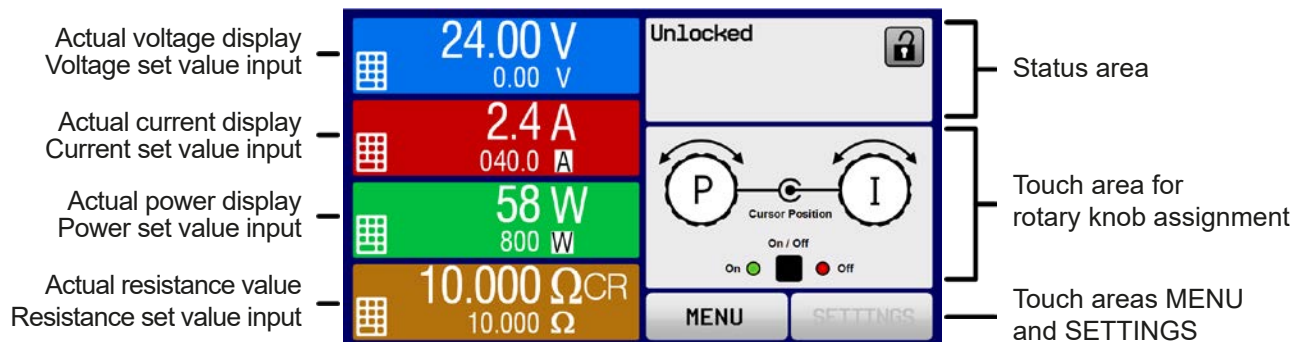 Actual voltage display
Voltage set value input
Actual current display
Current set value input
Actual power display
Power set value input
Actual resistance value
Resistance set value input
24.00 V
0.00 V
2.4 A
040.0 A
58 W
800 W
10.000 ΩCR
10.000 Ω
Unlocked
P
I
Cursor Position
On / Off
On
Off
MENU
SETTINGS
Status area
Touch area for
rotary knob assignment
Touch areas MENU
and SETTINGS